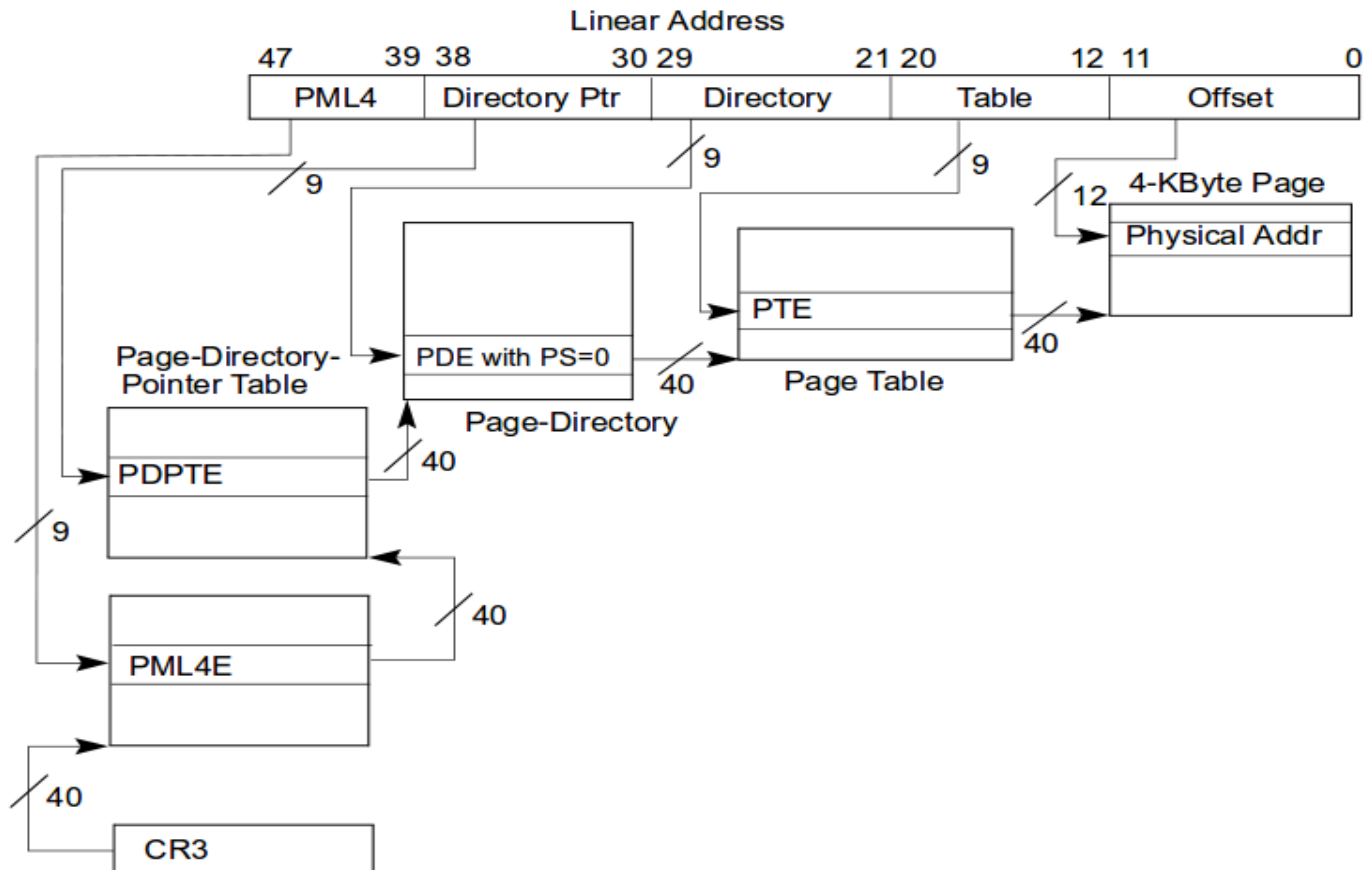 Linear Address
47 39 38 30 29 21 20 12 11 0
PML4 Directory Ptr Directory Table Offset
9 9 9
12 4-KByte Page
Physical Addr
PTE
40
PDE with PS=0
40
Page Table
Page-Directory
Page-Directory-
Pointer Table
40
PDPTE
9
40
PML4E
40
CR3